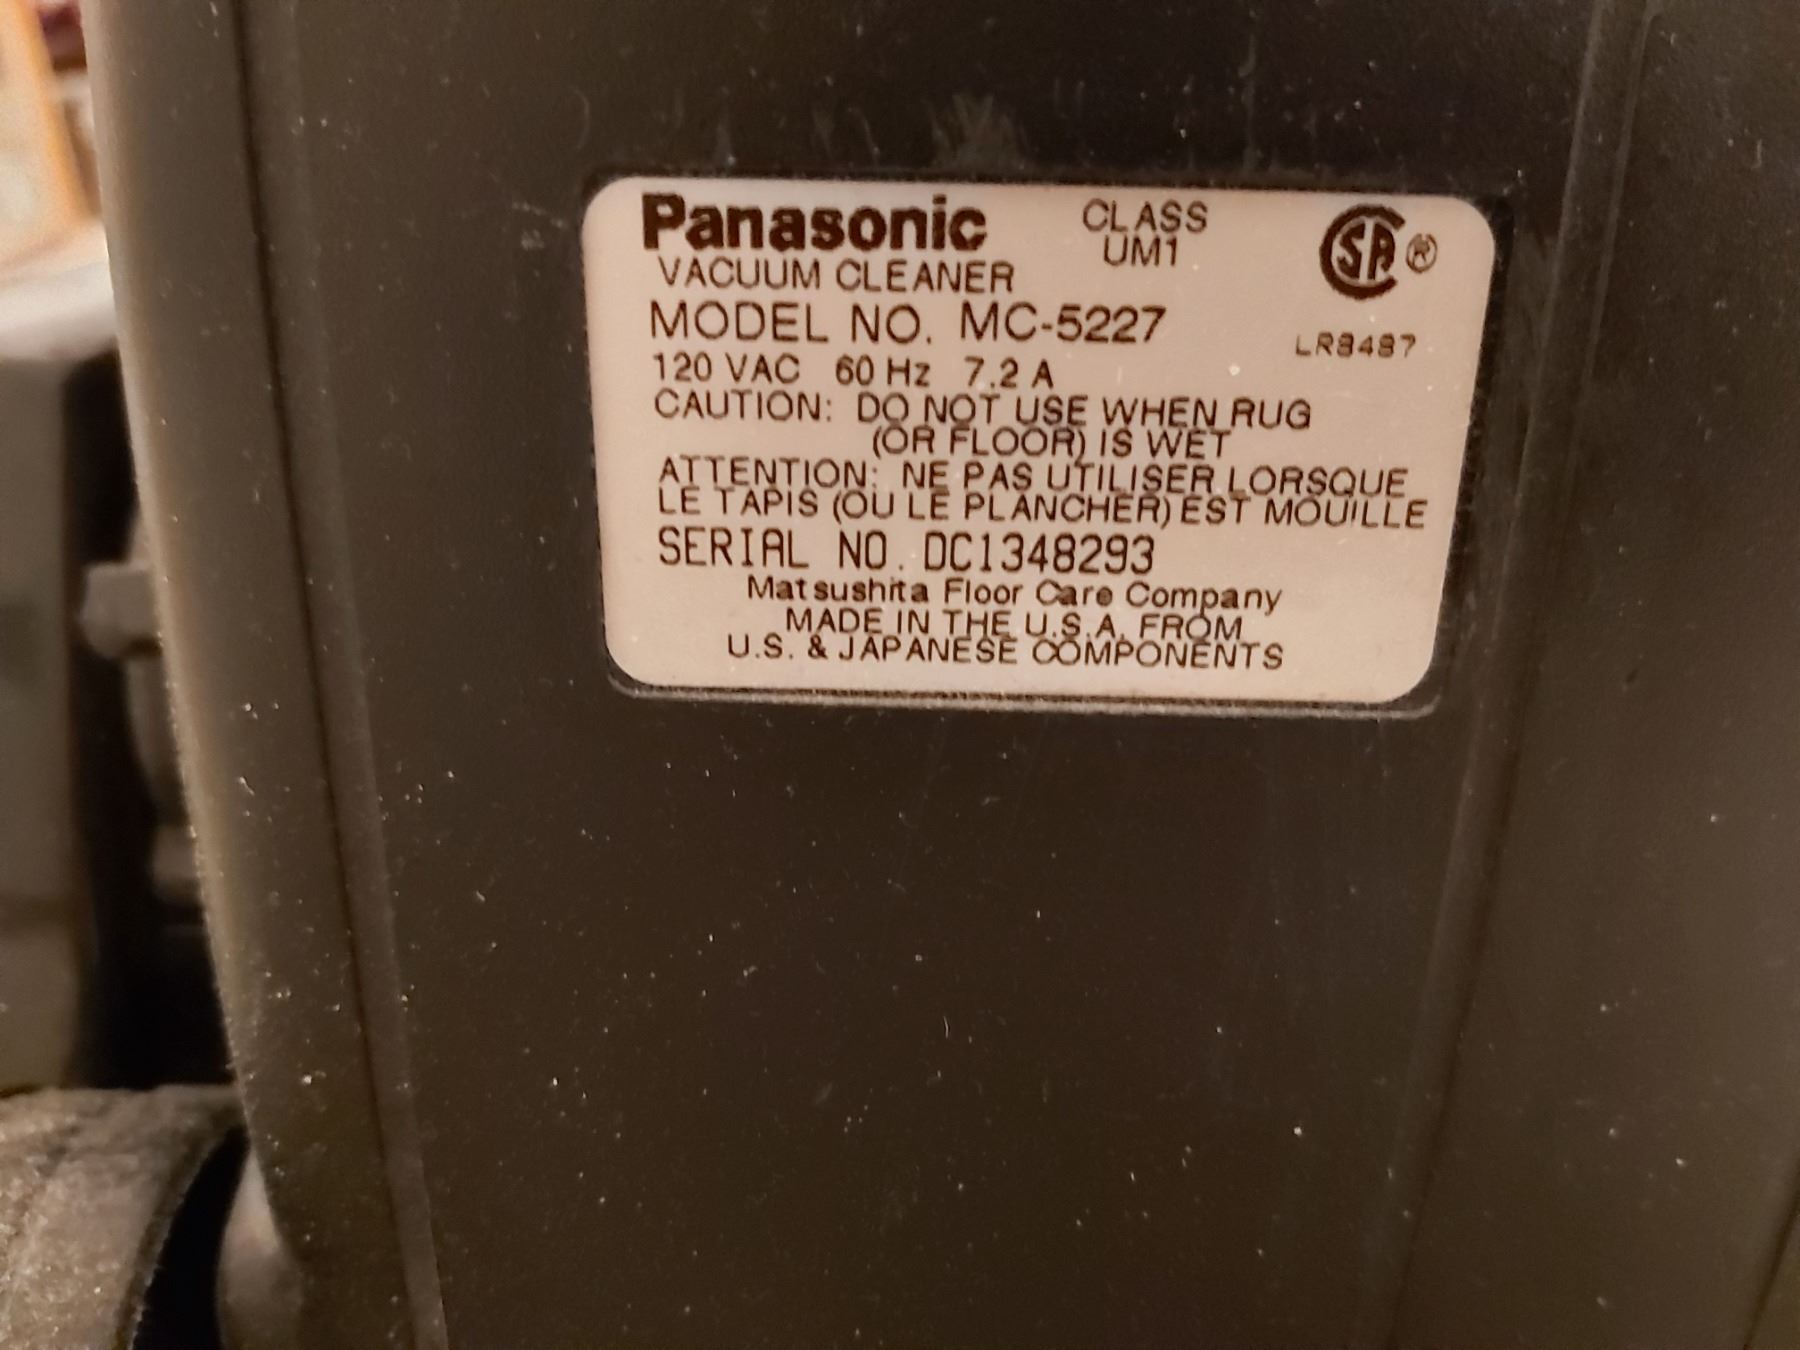 Panasonic
CLASS
UM1
SA ®
VACUUM CLEANER
MODEL NO. MC-5227
LR8487
120 VAC 60 Hz 7.2 A
CAUTION: DO NOT USE WHEN RUG
(OR FLOOR) IS WET
ATTENTION: NE PAS UTILISER LORSQUE
LE TAPIS (OU LE PLANCHER) EST MOUILLE
SERIAL NO. DC1348293
Matsushita Floor Care Company
MADE IN THE U.S.A. FROM
U.S. & JAPANESE COMPONENTS